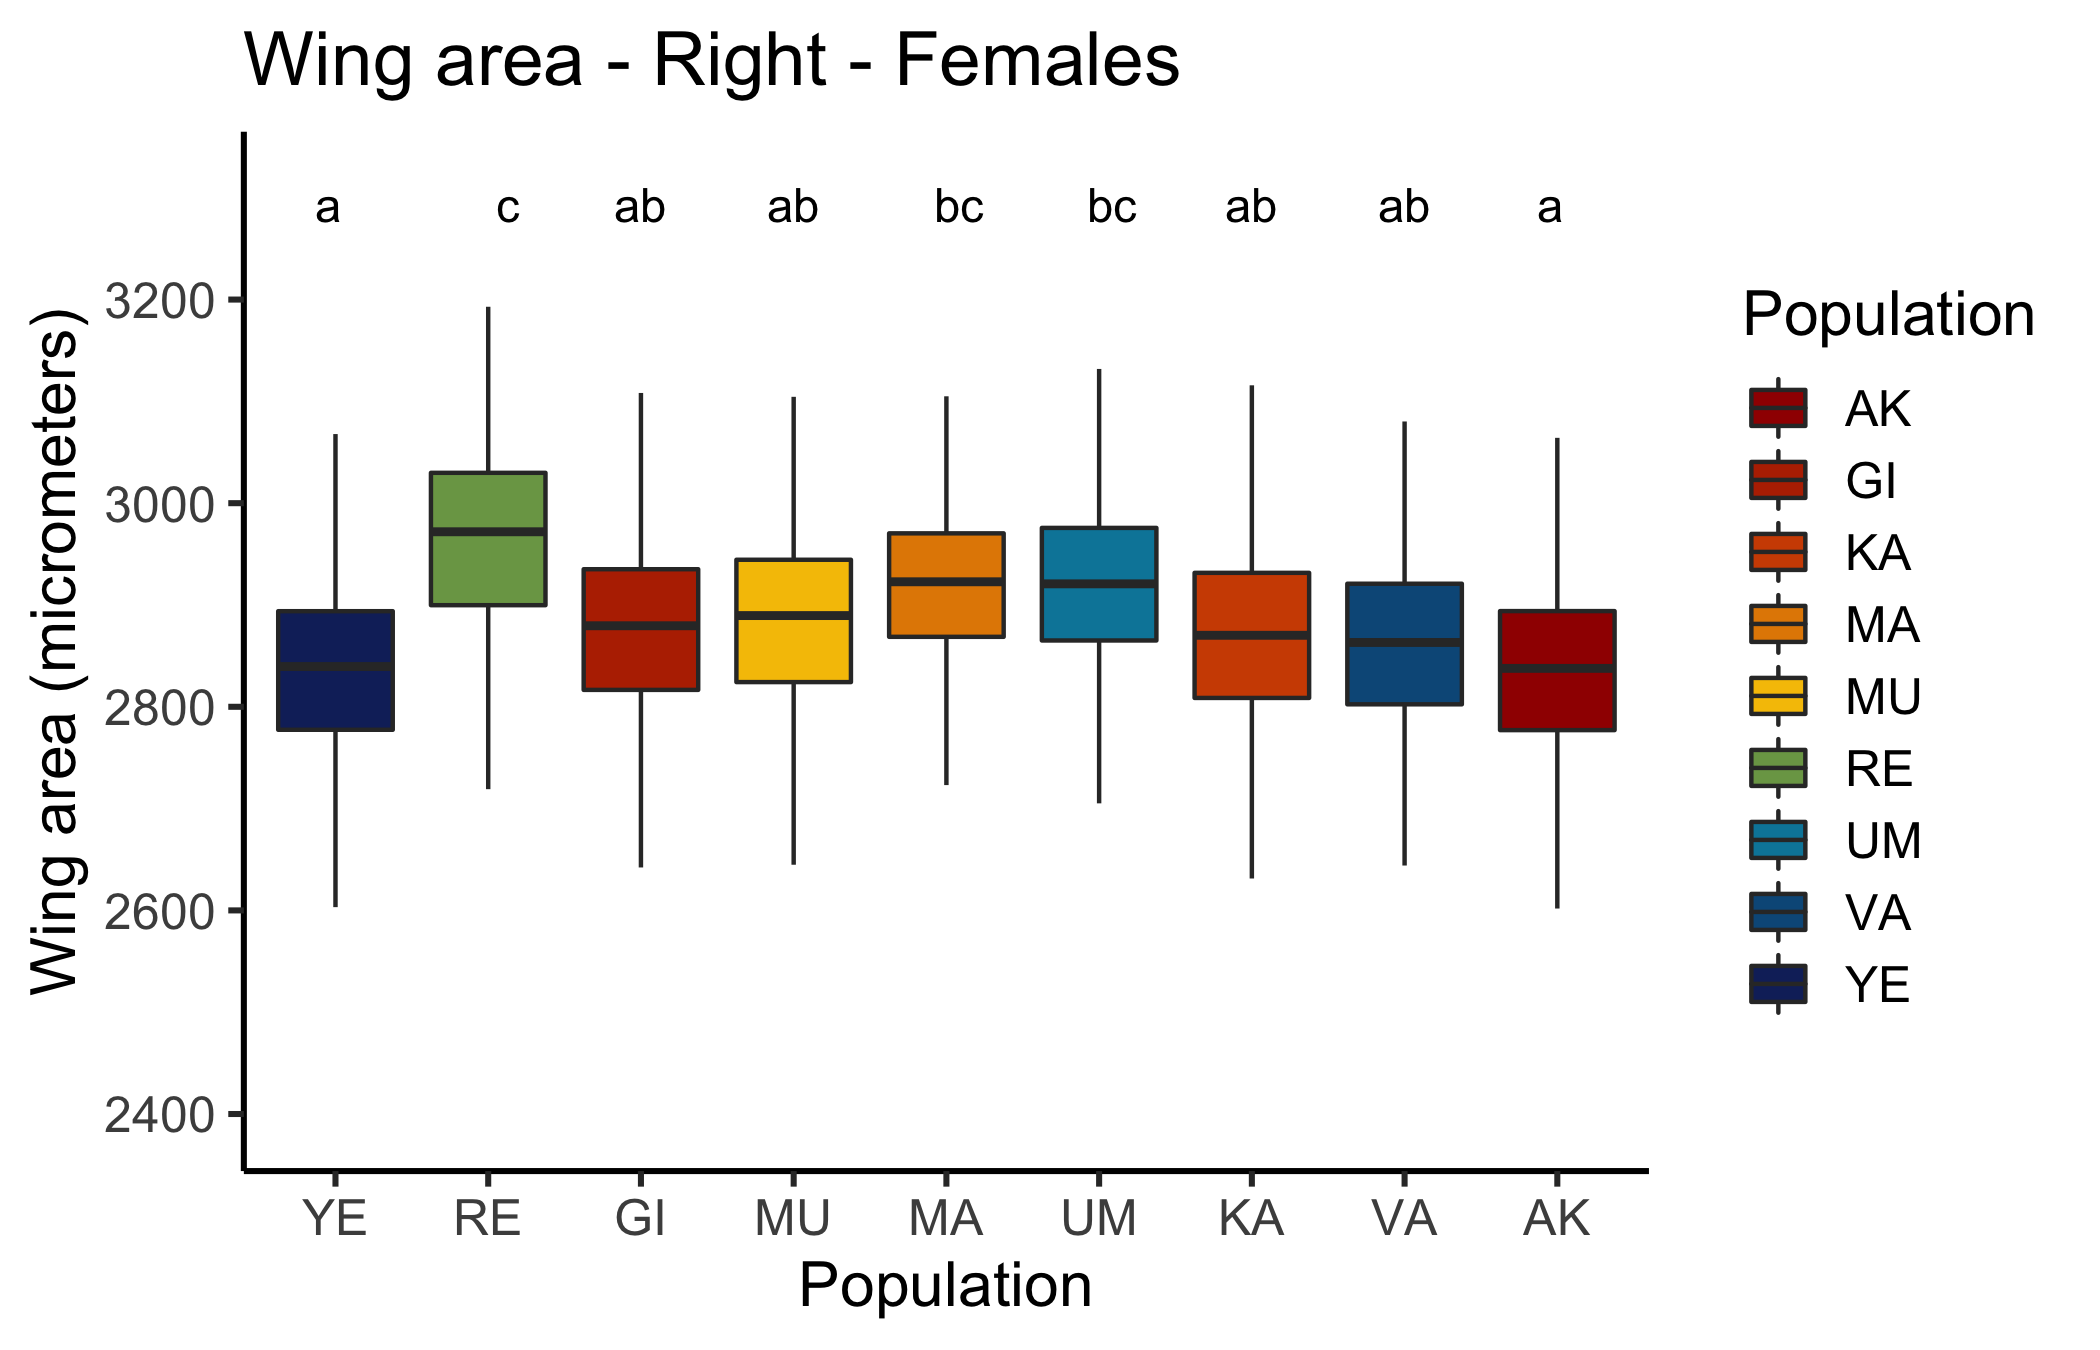 Wing area - Right - Females
a c ab ab bc bc ab ab a
3200
3000
2800
2600
2400
Wing area (micrometers)
YE RE GI MU MA UM KA VA AK
Population
Population
AK
GI
KA
MA
MU
RE
UM
VA
YE